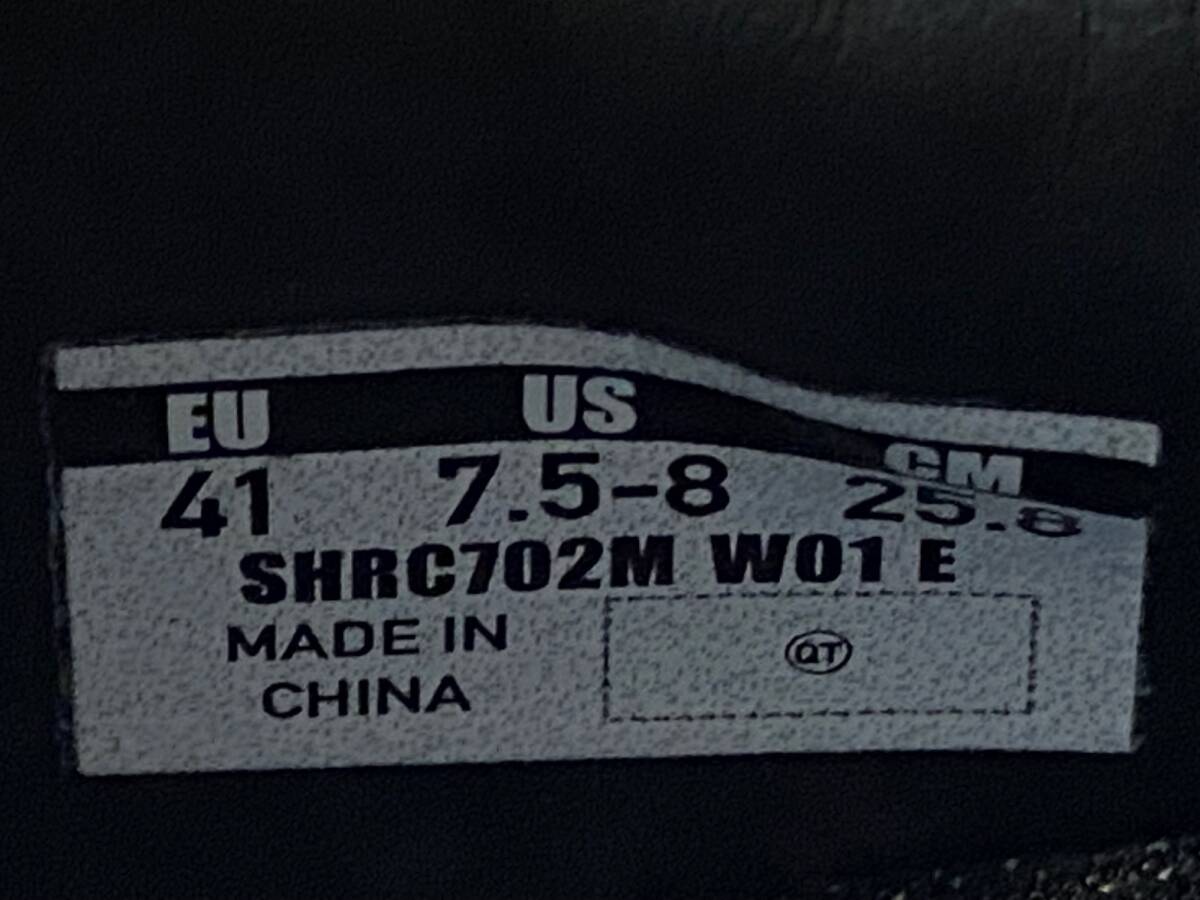 EU US CM
41 7.5-8 25.8
SHRC702M W01 E
MADE IN
CHINA
QT